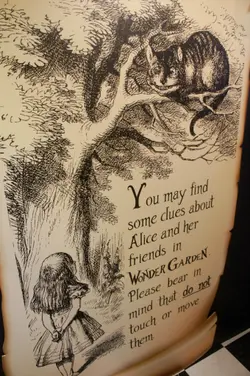 You may find
some clues about
Alice and her
friends in
WONDER GARDEN.
Please bear in
mind that do not
touch or move
them